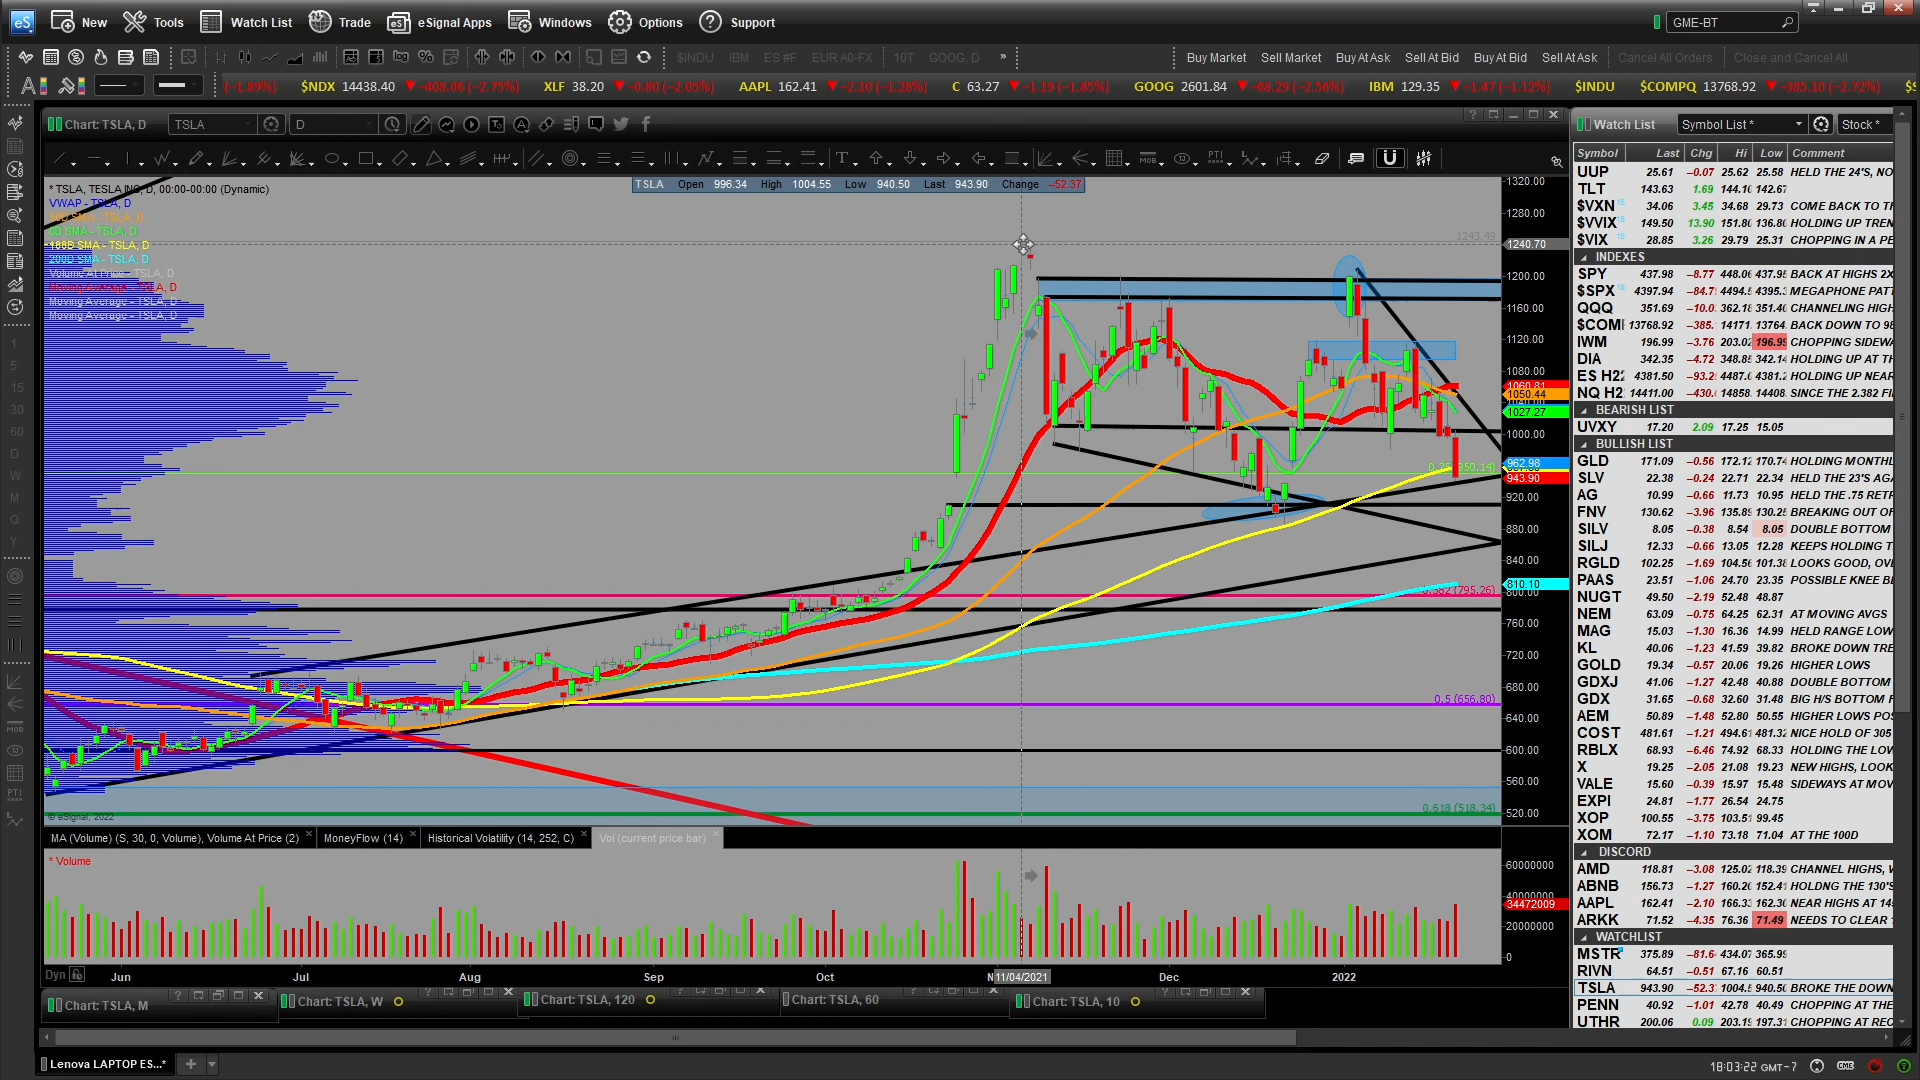 New Tools Watch List Trade eSignal Apps Windows Options Support GME-BT
$INDU IBM ES #F EUR A0-FX 10T GOOG, D » Buy Market Sell Market Buy At Ask Sell At Bid Buy At Bid Sell At Ask Cancel All Orders Close and Cancel All
(-1.89%) $NDX 14438.40 -408.06 (-2.75%) XLF 38.20 -0.80 (-2.05%) AAPL 162.41 -2.10 (-1.28%) C 63.27 -1.19 (-1.85%) GOOG 2601.84 -68.29 (-2.56%) IBM 129.35 -1.47 (-1.12%) $INDU $COMPQ 13768.92 -385.10 (-2.72%)
Chart: TSLA, D TSLA D
* TSLA, TESLA INC, D, 00:00-00:00 (Dynamic)
TSLA Open 996.34 High 1004.55 Low 940.50 Last 943.90 Change -52.37
VWAP - TSLA, D
50D SMA - TSLA, D
200D SMA - TSLA, D
Volume At Price - TSLA, D
Moving Average - TSLA, D
Moving Average - TSLA, D
Moving Average - TSLA, D
1320.00
1280.00
1243.49
1240.70
1200.00
1160.00
1120.00
1080.00
1060.81
1050.44
1027.27
1000.00
962.98
943.90
920.00
880.00
840.00
810.10
800.00
760.00
720.00
680.00
640.00
600.00
560.00
520.00
0.382 (795.26)
0.5 (656.80)
0.618 (518.34)
© eSignal, 2022
MA (Volume) (S, 30, 0, Volume), Volume At Price (2) MoneyFlow (14) Historical Volatility (14, 252, C) Vol (current price bar)
* Volume
60000000
40000000
34472009
20000000
0
Dyn Jun Jul Aug Sep Oct 11/04/2021 Dec 2022
Chart: TSLA, M Chart: TSLA, W Chart: TSLA, 120 Chart: TSLA, 60 Chart: TSLA, 10
Lenova LAPTOP ES...*
18:03:22 GMT-7
1
5
15
30
60
D
W
M
Q
Y
Watch List Symbol List * Stock *
Symbol Last Chg Hi Low Comment
UUP 25.61 -0.07 25.62 25.58 HELD THE 24'S, NO
TLT 143.63 1.69 144.10 142.67
$VXN 34.06 3.45 34.68 29.73 COME BACK TO TH
$VVIX 149.50 13.90 151.80 136.80 HOLDING UP TREN
$VIX 28.85 3.26 29.79 25.31 CHOPPING IN A PE
INDEXES
SPY 437.98 -8.77 448.06 437.95 BACK AT HIGHS 2X
$SPX 4397.94 -84.7 4494.5 4395.3 MEGAPHONE PATT
QQQ 351.69 -10.0 362.18 351.40 CHANNELING HIGH
$COM 13768.92 -385. 14171 13764 BACK DOWN TO 98
IWM 196.99 -3.76 203.02 196.95 CHOPPING SIDEWA
DIA 342.35 -4.72 348.85 342.14 HOLDING UP AT TH
ES H2 4381.50 -93.2 4487.0 4381.2 HOLDING UP NEAR
NQ H2 14411.00 -430. 14858 14408 SINCE THE 2.382 FI
BEARISH LIST
UVXY 17.20 2.09 17.25 15.05
BULLISH LIST
GLD 171.09 -0.56 172.12 170.74 HOLDING MONTHL
SLV 22.38 -0.24 22.71 22.34 HELD THE 23'S AGA
AG 10.99 -0.66 11.73 10.95 HELD THE .75 RETR
FNV 130.62 -3.96 135.89 130.25 BREAKING OUT OF
SILV 8.05 -0.38 8.54 8.05 DOUBLE BOTTOM
SILJ 12.33 -0.66 13.05 12.28 KEEPS HOLDING T
RGLD 102.25 -1.69 104.56 101.38 LOOKS GOOD, OVE
PAAS 23.51 -1.06 24.70 23.35 POSSIBLE KNEE BE
NUGT 49.50 -2.19 52.48 48.87
NEM 63.09 -0.75 64.25 62.31 AT MOVING AVGS
MAG 15.03 -1.30 16.36 14.99 HELD RANGE LOW
KL 40.06 -1.23 41.59 39.82 BROKE DOWN TRE
GOLD 19.34 -0.57 20.06 19.26 HIGHER LOWS
GDXJ 41.06 -1.27 42.48 40.88 DOUBLE BOTTOM
GDX 31.65 -0.68 32.60 31.48 BIG H/S BOTTOM F
AEM 50.89 -1.48 52.80 50.55 HIGHER LOWS POS
COST 481.61 -1.21 494.61 481.32 NICE HOLD OF 305
RBLX 68.93 -6.46 74.92 68.33 HOLDING THE LOW
X 19.25 -2.05 21.08 19.23 NEW HIGHS, LOOK
VALE 15.60 -0.39 15.97 15.48 SIDEWAYS AT MOV
EXPI 24.81 -1.77 26.54 24.75
XOP 100.55 -3.75 103.51 99.45
XOM 72.17 -1.10 73.18 71.04 AT THE 100D
DISCORD
AMD 118.81 -3.08 125.02 118.39 CHANNEL HIGHS, W
ABNB 156.73 -1.27 160.20 152.41 HOLDNG THE 130'S
AAPL 162.41 -2.10 166.33 162.30 NEAR HIGHS AT 14
ARKK 71.52 -4.35 76.36 71.49 NEEDS TO CLEAR
WATCHLIST
MSTR 375.89 -81.6 434.07 365.99
RIVN 64.51 -0.51 67.16 60.51
TSLA 943.90 -52.3 1004.5 940.50 BROKE THE DOWN
PENN 40.92 -1.01 42.78 40.49 CHOPPING AT THE
UTHR 200.06 0.09 203.15 197.31 CHOPPING AT REC